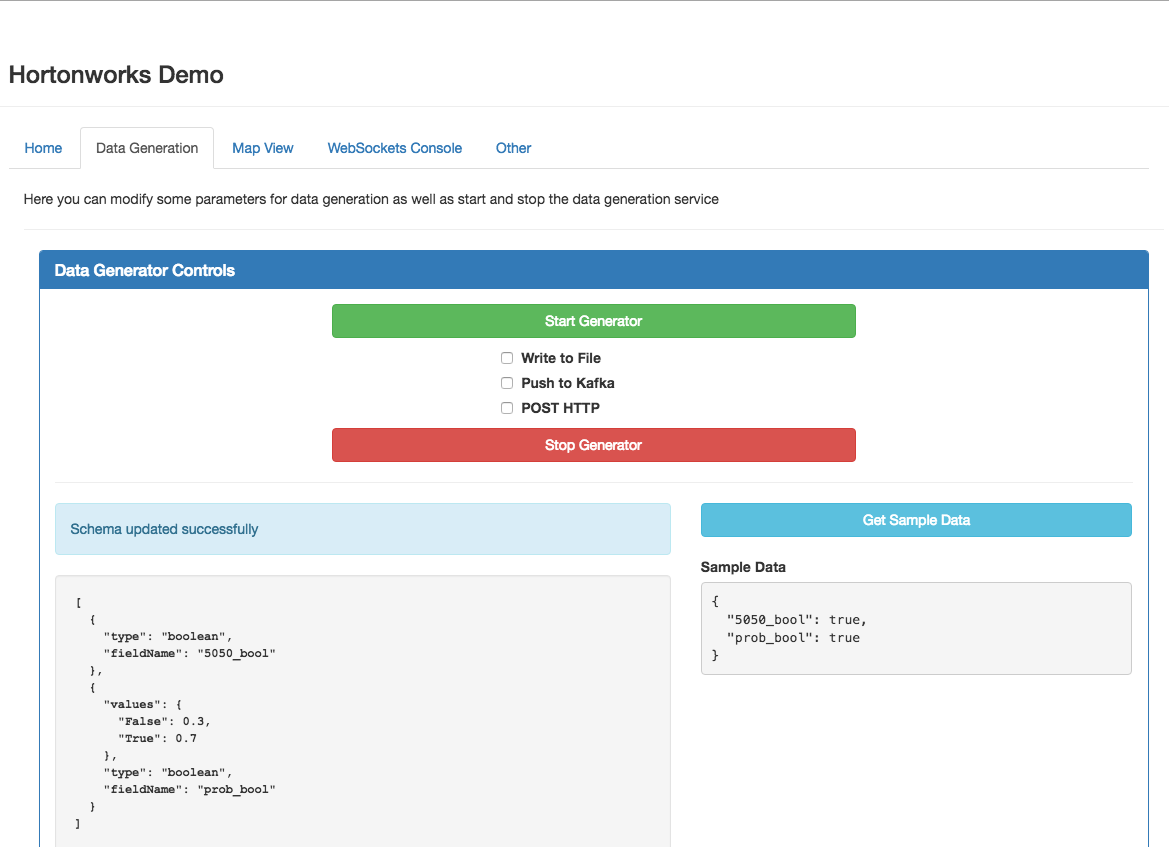 Hortonworks Demo
Home
Data Generation
Map View
WebSockets Console
Other
Here you can modify some parameters for data generation as well as start and stop the data generation service
Data Generator Controls
Start Generator
Write to File
Push to Kafka
POST HTTP
Stop Generator
Schema updated successfully
[
  {
    "type": "boolean",
    "fieldName": "5050_bool"
  },
  {
    "values": {
      "False": 0.3,
      "True": 0.7
    },
    "type": "boolean",
    "fieldName": "prob_bool"
  }
]
Get Sample Data
Sample Data
{
  "5050_bool": true,
  "prob_bool": true
}